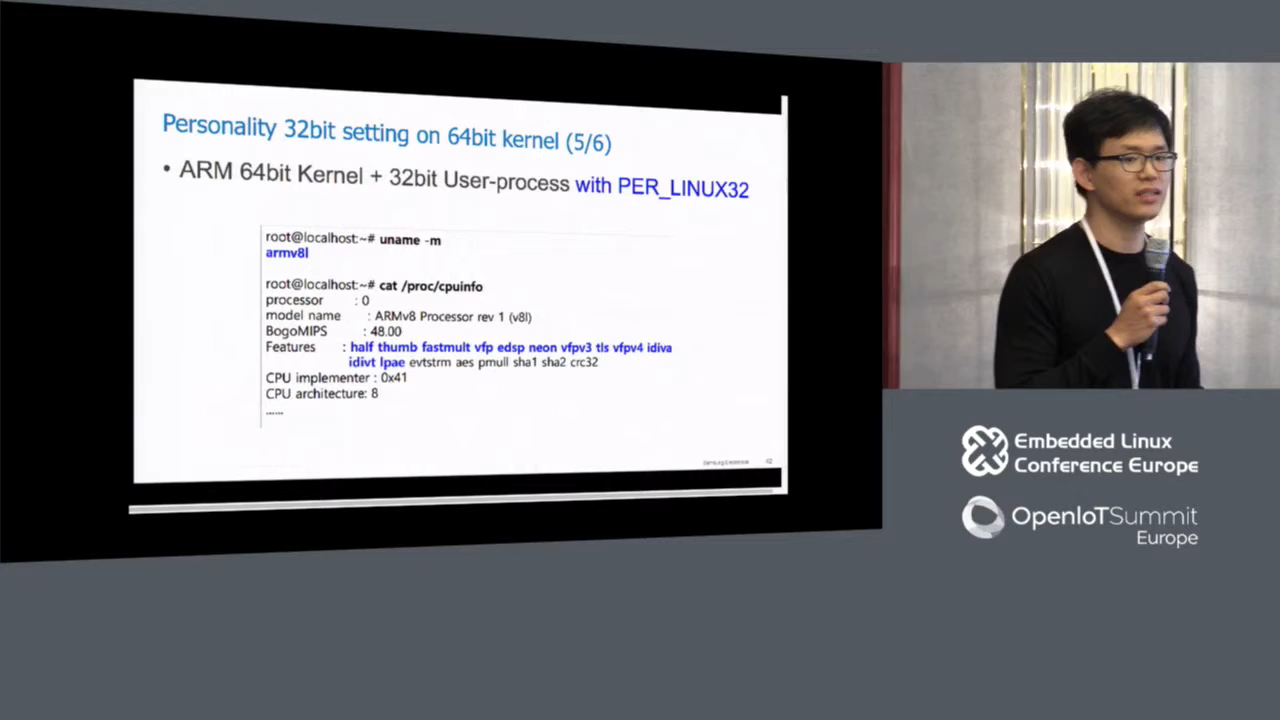 Personality 32bit setting on 64bit kernel (5/6)
• ARM 64bit Kernel + 32bit User-process with PER_LINUX32
root@localhost:~# uname -m
armv8l
root@localhost:~# cat /proc/cpuinfo
processor : 0
model name : ARMv8 Processor rev 1 (v8l)
BogoMIPS : 48.00
Features : half thumb fastmult vfp edsp neon vfpv3 tls vfpv4 idiva
idivt lpae evtstrm aes pmull sha1 sha2 crc32
CPU implementer : 0x41
CPU architecture: 8
......
Samsung Electronics 42
Embedded Linux
Conference Europe
OpenIoTSummit
Europe